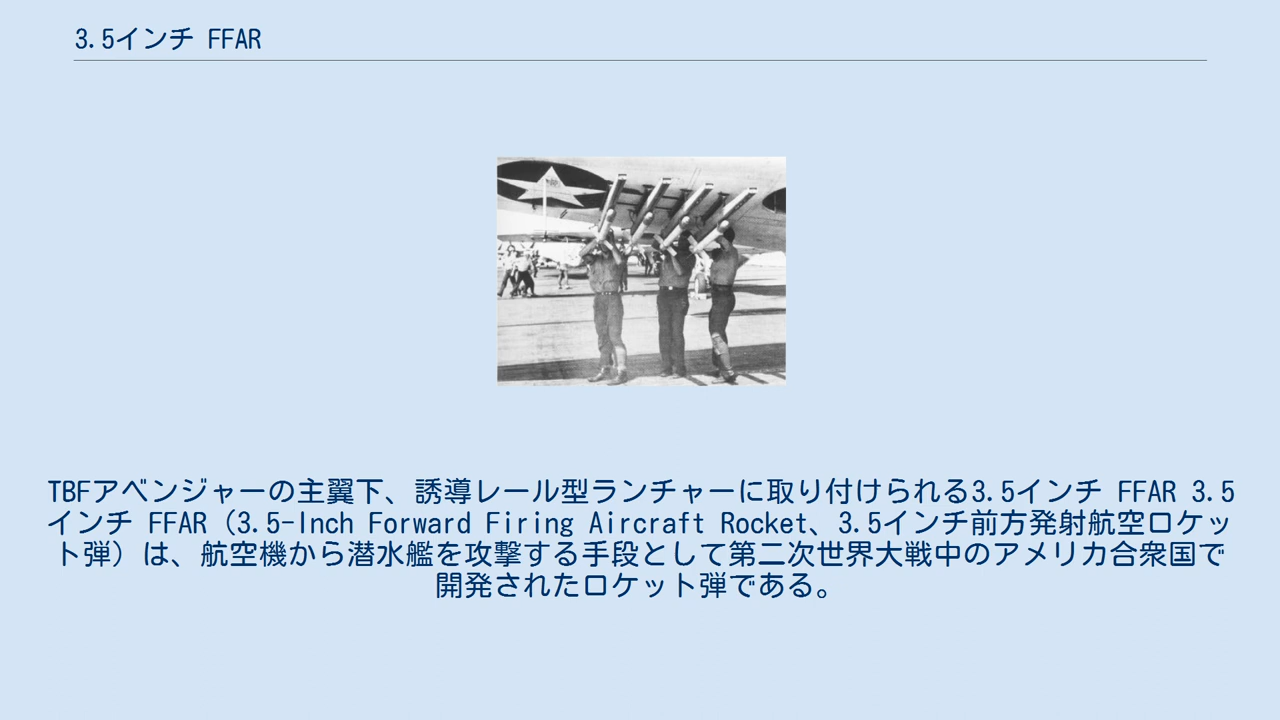 3.5インチ FFAR
TBFアベンジャーの主翼下、誘導レール型ランチャーに取り付けられる3.5インチ FFAR 3.5
インチ FFAR（3.5-Inch Forward Firing Aircraft Rocket、3.5インチ前方発射航空ロケッ
ト弾）は、航空機から潜水艦を攻撃する手段として第二次世界大戦中のアメリカ合衆国で
開発されたロケット弾である。